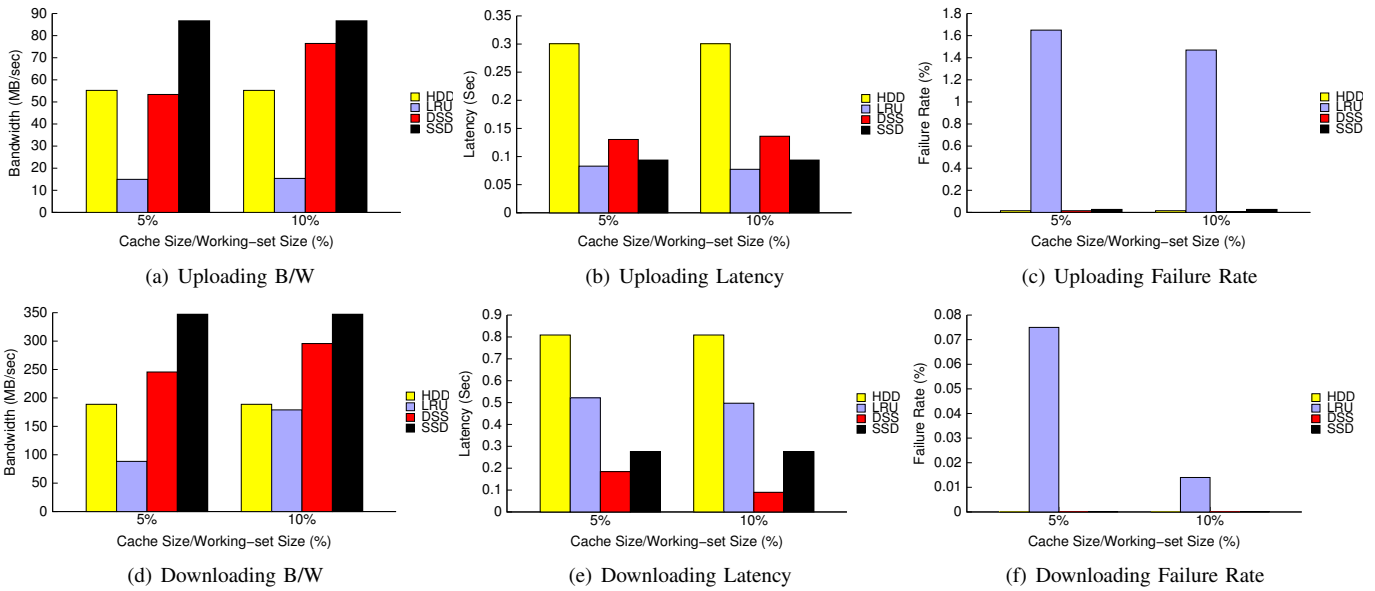 90
80
70
60
50
40
30
20
10
0
Bandwidth (MB/sec)
5%
10%
Cache Size/Working−set Size (%)
HDD
LRU
DSS
SSD
(a) Uploading B/W
0.35
0.3
0.25
0.2
0.15
0.1
0.05
0
Latency (Sec)
5%
10%
Cache Size/Working−set Size (%)
HDD
LRU
DSS
SSD
(b) Uploading Latency
1.8
1.6
1.4
1.2
1
0.8
0.6
0.4
0.2
0
Failure Rate (%)
5%
10%
Cache Size/Working−set Size (%)
HDD
LRU
DSS
SSD
(c) Uploading Failure Rate
350
300
250
200
150
100
50
0
Bandwidth (MB/sec)
5%
10%
Cache Size/Working−set Size (%)
HDD
LRU
DSS
SSD
(d) Downloading B/W
0.9
0.8
0.7
0.6
0.5
0.4
0.3
0.2
0.1
0
Latency (Sec)
5%
10%
Cache Size/Working−set Size (%)
HDD
LRU
DSS
SSD
(e) Downloading Latency
0.08
0.07
0.06
0.05
0.04
0.03
0.02
0.01
0
Failure Rate (%)
5%
10%
Cache Size/Working−set Size (%)
HDD
LRU
DSS
SSD
(f) Downloading Failure Rate